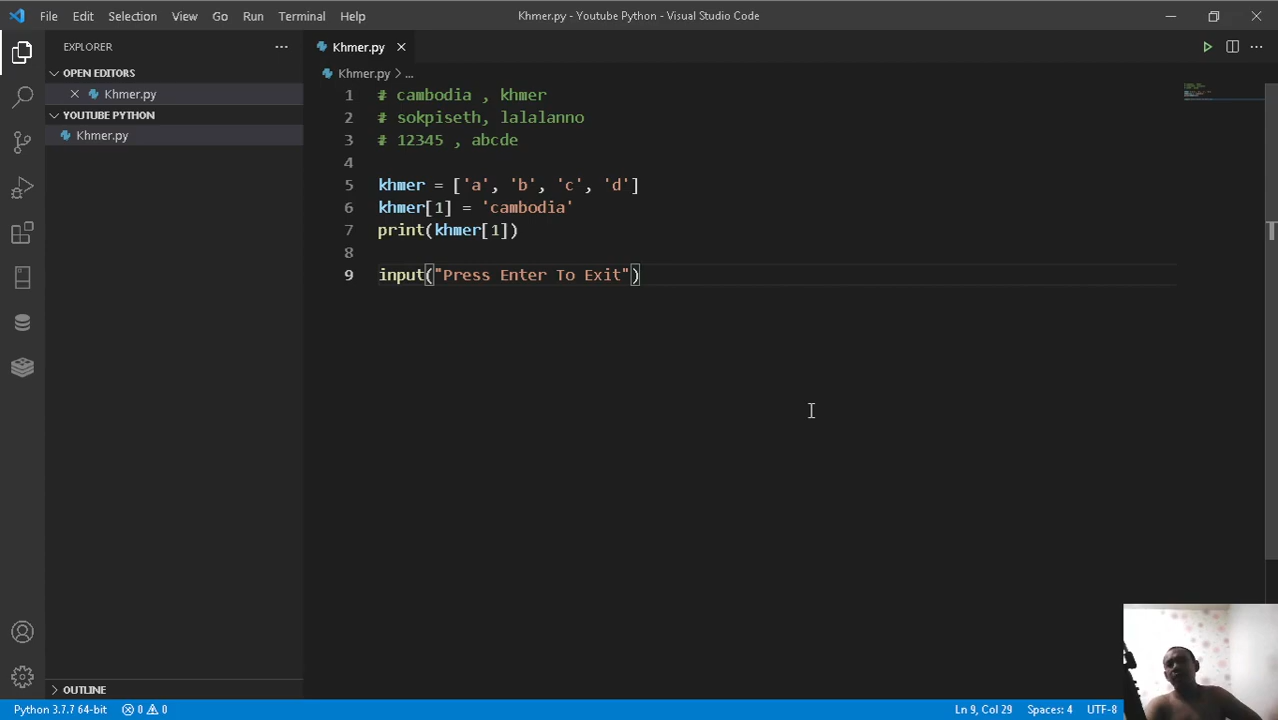 File Edit Selection View Go Run Terminal Help Khmer.py - Youtube Python - Visual Studio Code
EXPLORER
OPEN EDITORS
Khmer.py
YOUTUBE PYTHON
Khmer.py
OUTLINE
Khmer.py
Khmer.py > ...
1 # cambodia , khmer
2 # sokpiseth, lalalanno
3 # 12345 , abcde
4
5 khmer = ['a', 'b', 'c', 'd']
6 khmer[1] = 'cambodia'
7 print(khmer[1])
8
9 input("Press Enter To Exit")
Python 3.7.7 64-bit 0 0 Ln 9, Col 29 Spaces: 4 UTF-8